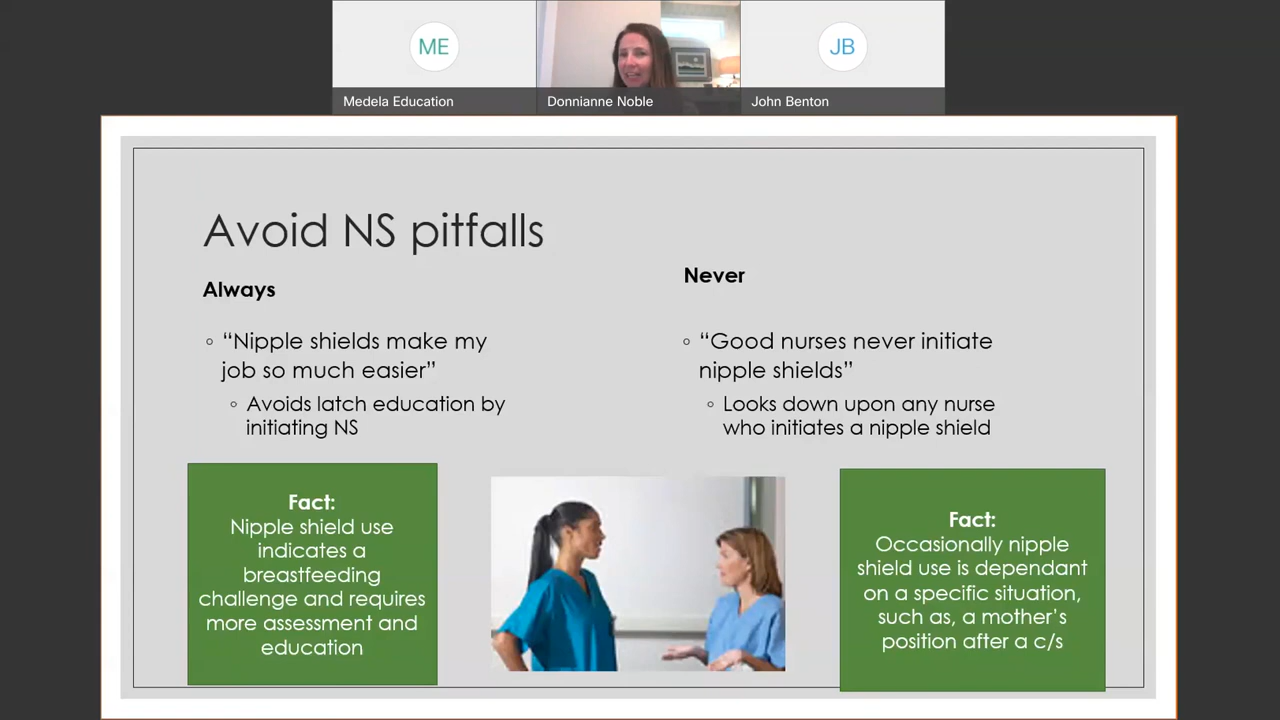 ME
JB
Medela Education
Donnianne Noble
John Benton
Avoid NS pitfalls
Always
“Nipple shields make my
job so much easier”
Avoids latch education by
initiating NS
Never
“Good nurses never initiate
nipple shields”
Looks down upon any nurse
who initiates a nipple shield
Fact:
Nipple shield use
indicates a
breastfeeding
challenge and requires
more assessment and
education
Fact:
Occasionally nipple
shield use is dependant
on a specific situation,
such as, a mother’s
position after a c/s